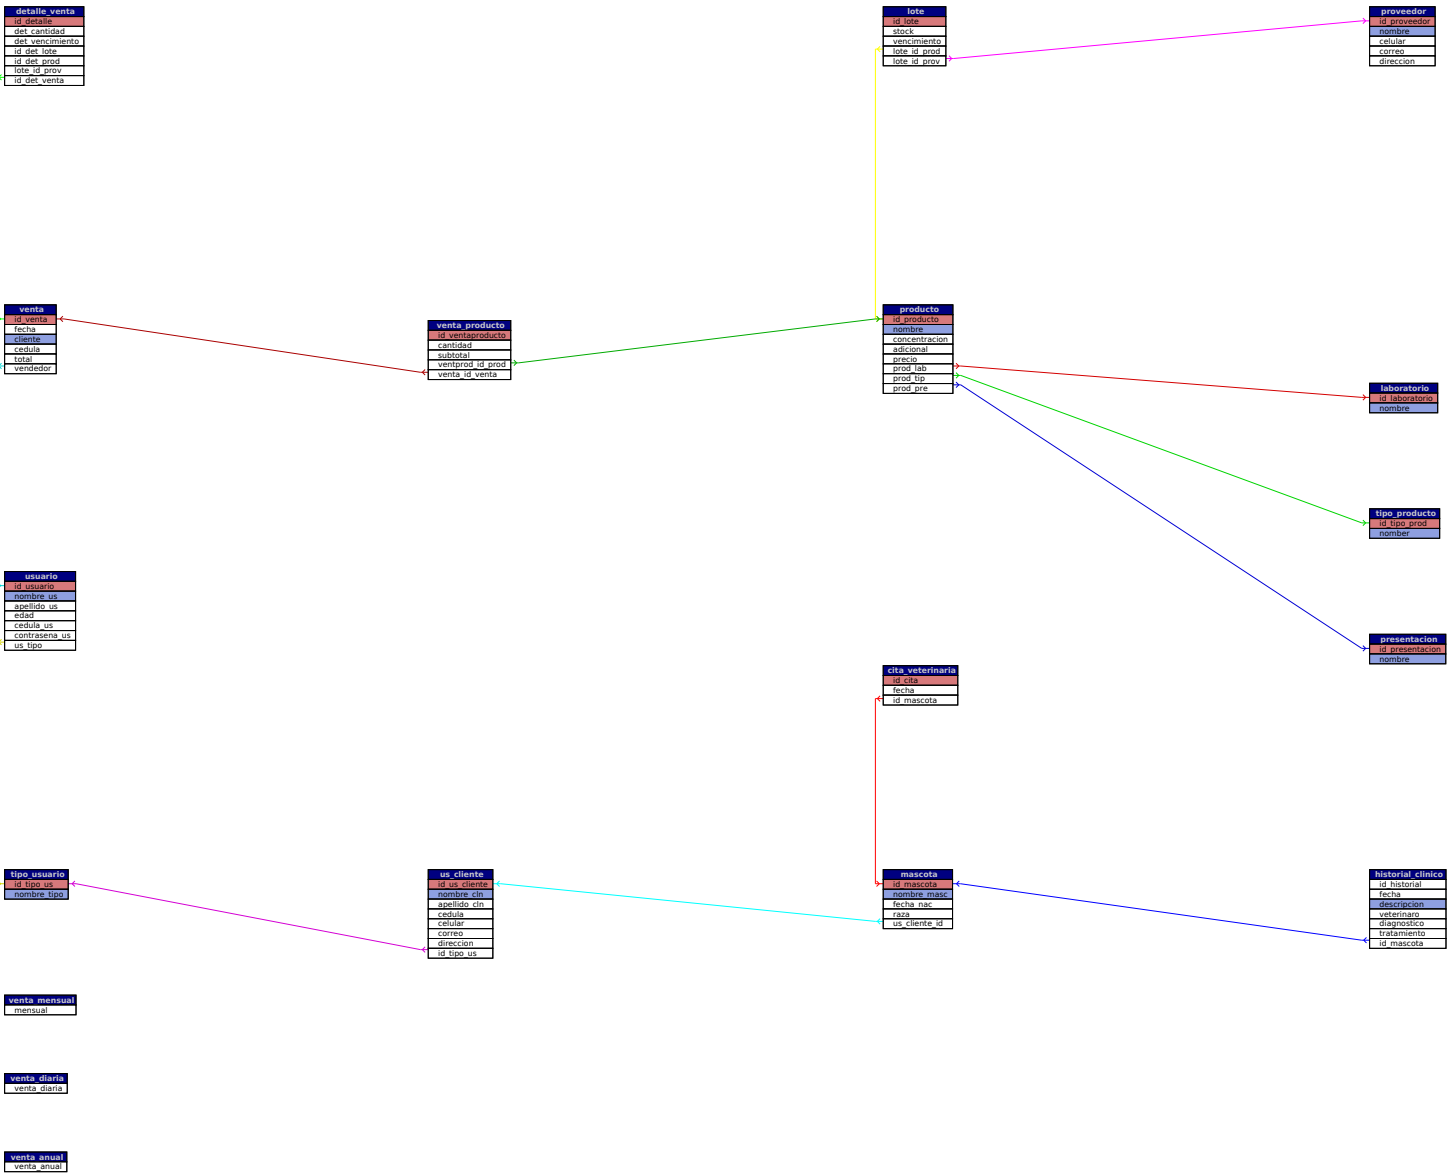 detalle_venta
id_detalle
det_cantidad
det_vencimiento
id_det_lote
id_det_prod
lote_id_prov
id_det_venta
lote
id_lote
stock
vencimiento
lote_id_prod
lote_id_prov
proveedor
id_proveedor
nombre
celular
correo
direccion
venta
id_venta
fecha
cliente
cedula
total
vendedor
venta_producto
id_ventaproducto
cantidad
subtotal
ventprod_id_prod
venta_id_venta
producto
id_producto
nombre
concentracion
adicional
precio
prod_lab
prod_tip
prod_pre
laboratorio
id_laboratorio
nombre
tipo_producto
id_tipo_prod
nomber
usuario
id_usuario
nombre_us
apellido_us
edad
cedula_us
contrasena_us
us_tipo
presentacion
id_presentacion
nombre
cita_veterinaria
id_cita
fecha
id_mascota
tipo_usuario
id_tipo_us
nombre_tipo
us_cliente
id_us_cliente
nombre_cln
apellido_cln
cedula
celular
correo
direccion
id_tipo_us
mascota
id_mascota
nombre_masc
fecha_nac
raza
us_cliente_id
historial_clinico
id_historial
fecha
descripcion
veterinaro
diagnostico
tratamiento
id_mascota
venta_mensual
mensual
venta_diaria
venta_diaria
venta_anual
venta_anual